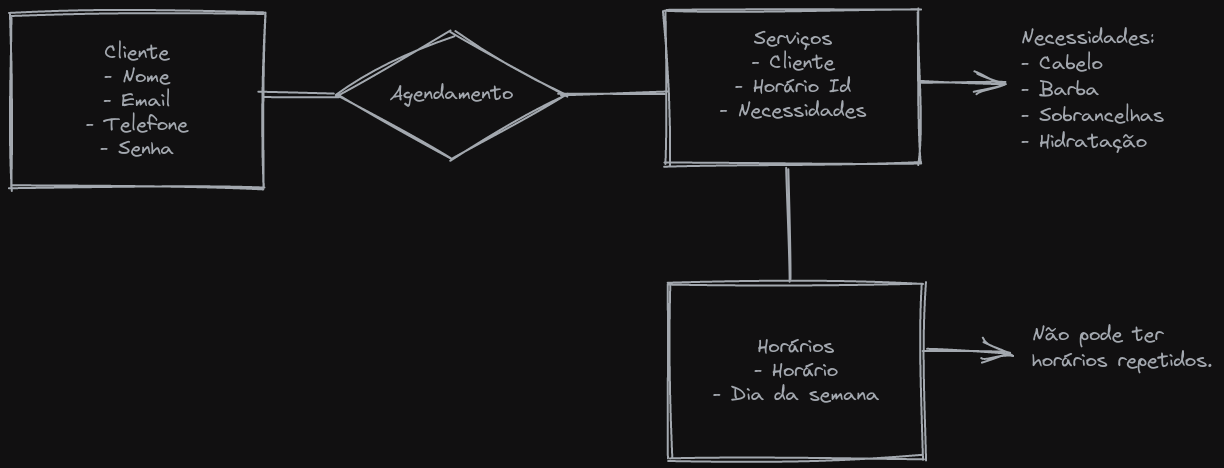 Cliente
- Nome
- Email
- Telefone
- Senha
Agendamento
Serviços
- Cliente
- Horário Id
- Necessidades
Necessidades:
- Cabelo
- Barba
- Sobrancelhas
- Hidratação
Horários
- Horário
- Dia da semana
Não pode ter
horários repetidos.